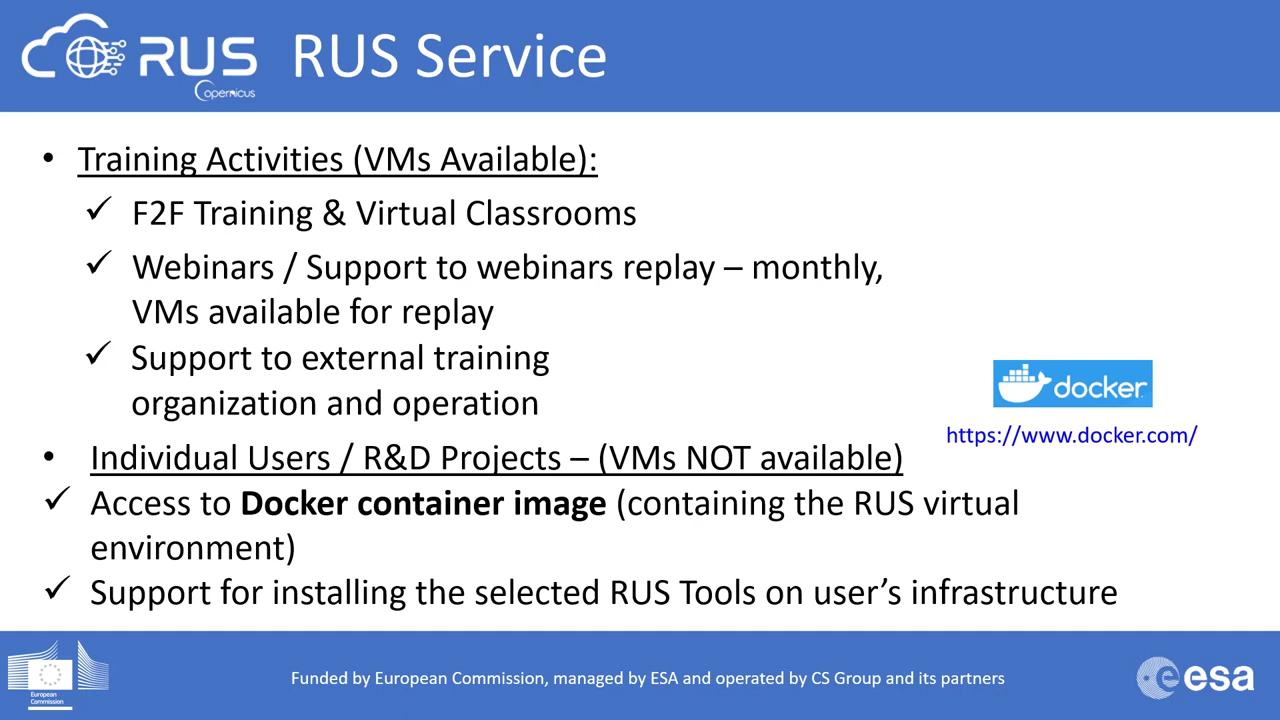 RUS
Copernicus
RUS Service
• Training Activities (VMs Available):
✓ F2F Training & Virtual Classrooms
✓ Webinars / Support to webinars replay – monthly,
VMs available for replay
✓ Support to external training
organization and operation
docker
https://www.docker.com/
• Individual Users / R&D Projects – (VMs NOT available)
✓ Access to Docker container image (containing the RUS virtual
environment)
✓ Support for installing the selected RUS Tools on user’s infrastructure
European
Commission
Funded by European Commission, managed by ESA and operated by CS Group and its partners
esa